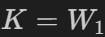 K = W₁